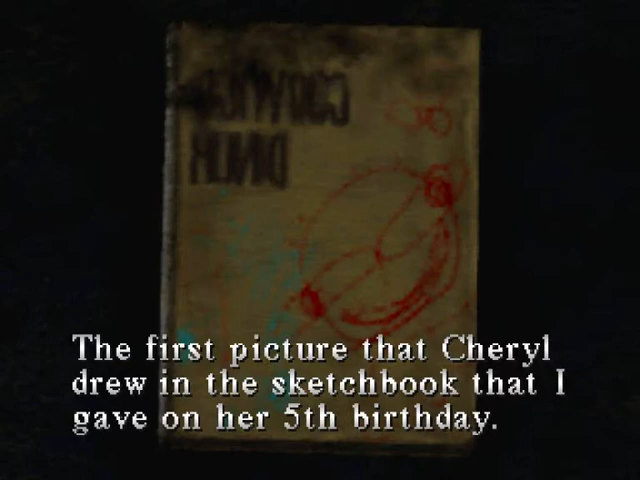 The first picture that Cheryl
drew in the sketchbook that I
gave on her 5th birthday.